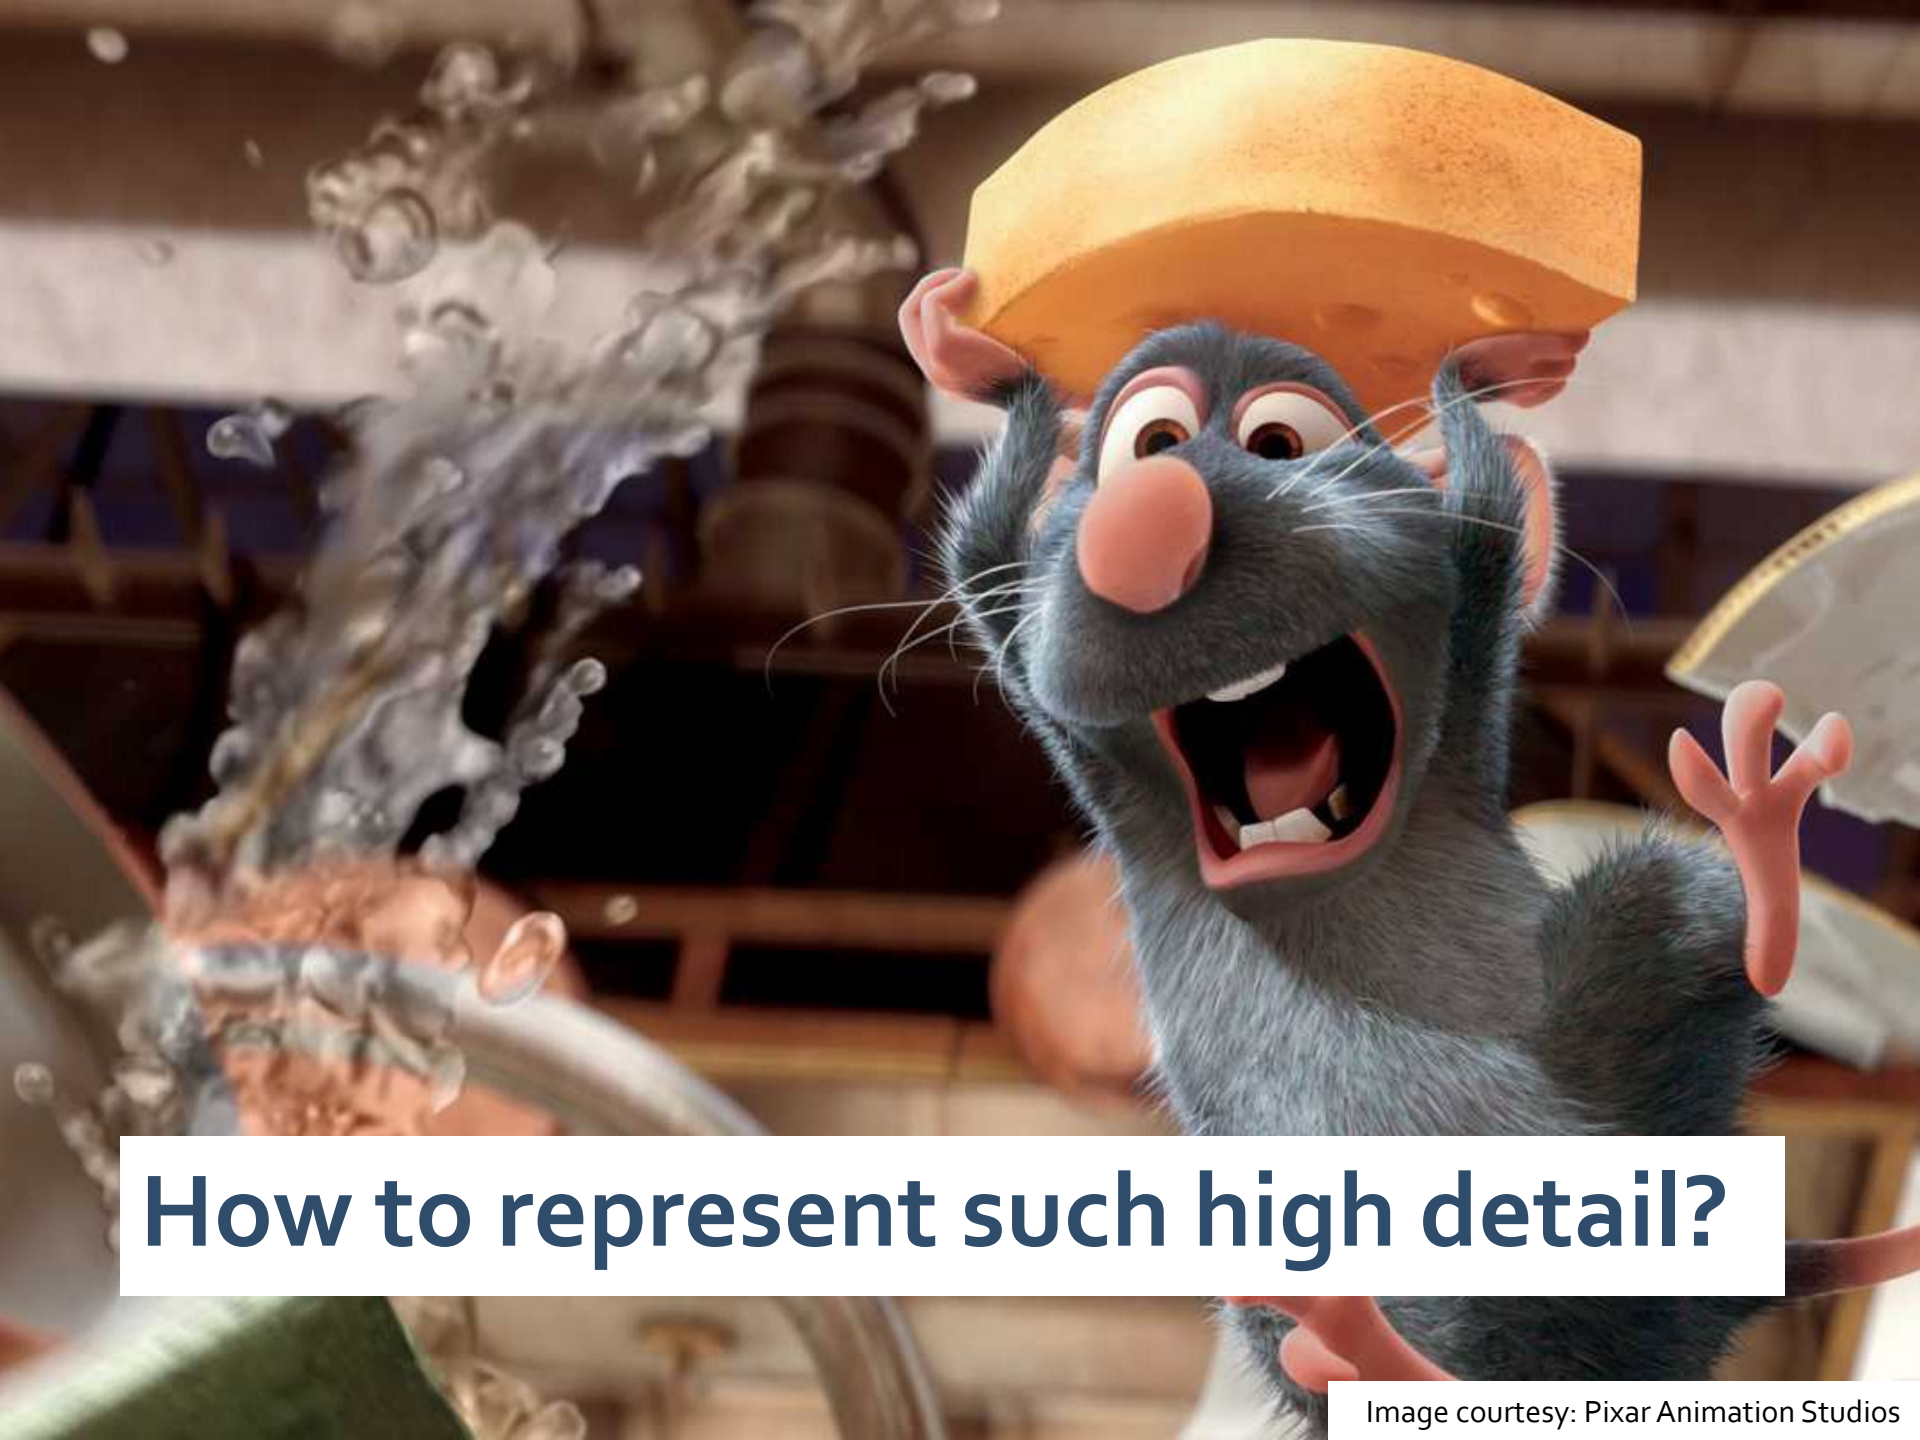 How to represent such high detail?
Image courtesy: Pixar Animation Studios